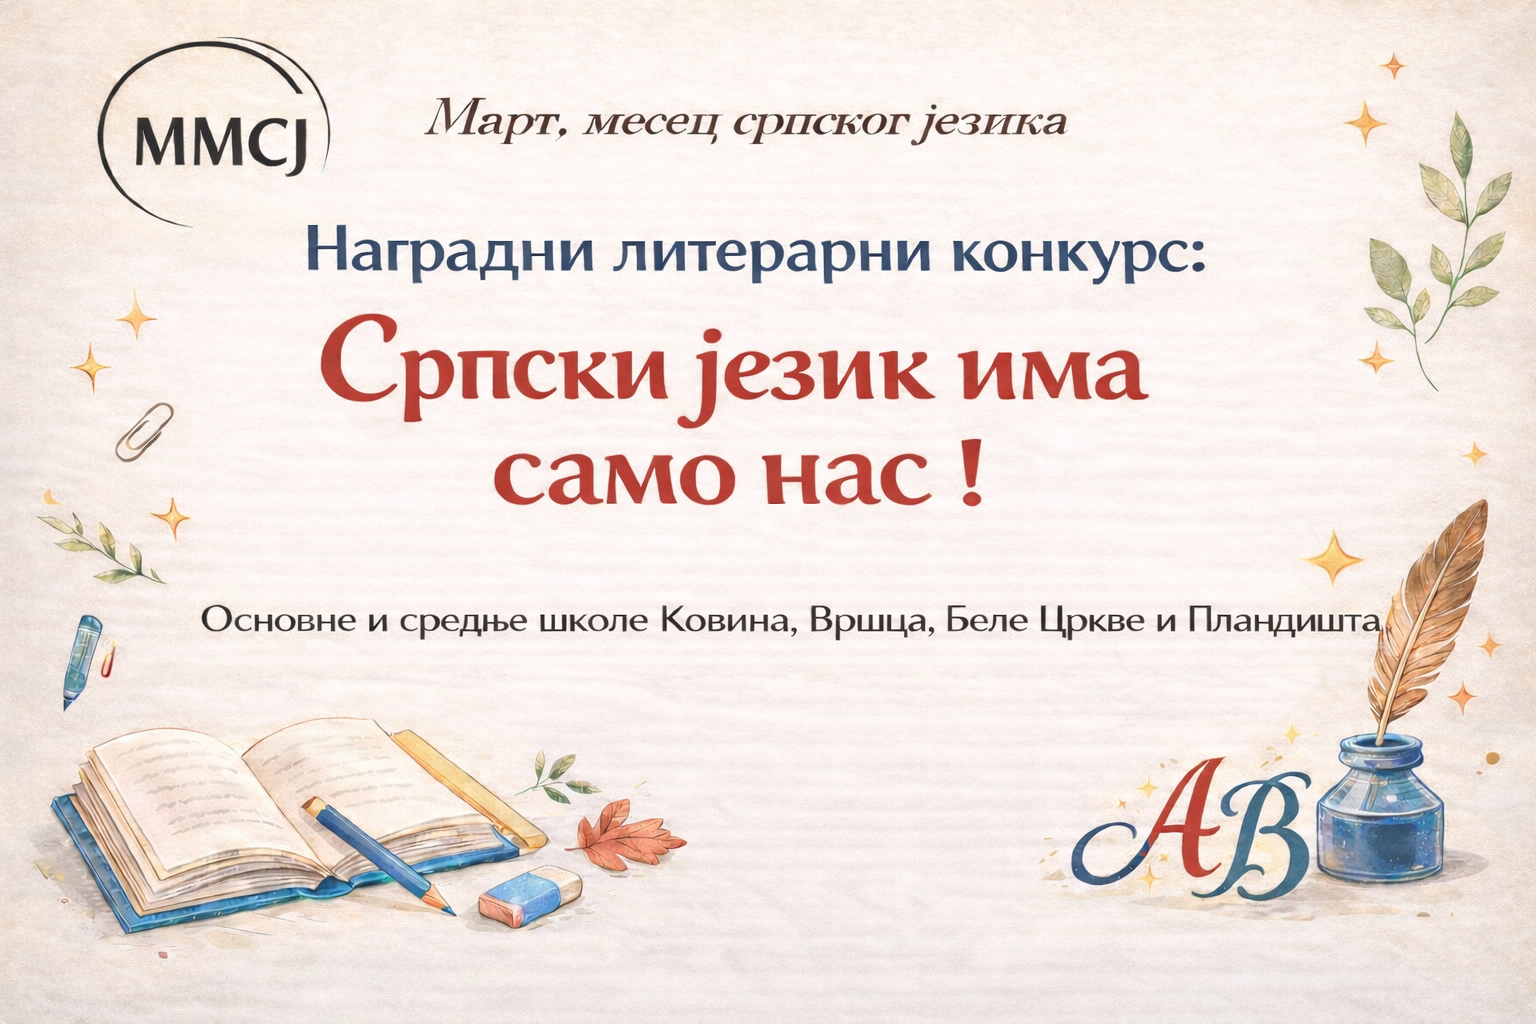 ММСЈ
Март, месец српског језика
Наградни литерарни конкурс:
Српски језик има
само нас !
Основне и средње школе Ковина, Вршца, Беле Цркве и Пландишта
АВ